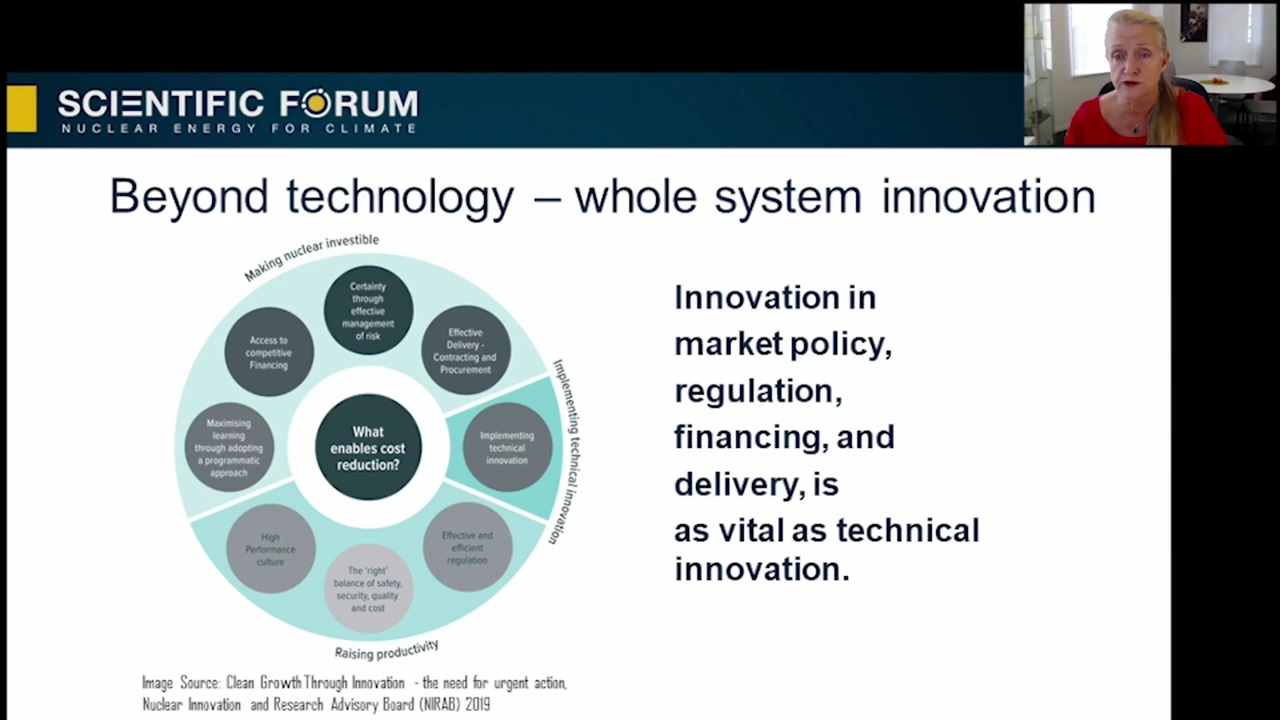 SCIENTIFIC FORUM
NUCLEAR ENERGY FOR CLIMATE
Beyond technology – whole system innovation
Making nuclear investible
Certainty
through
effective
management
of risk
Access to
competitive
Financing
Effective
Delivery -
Contracting and
Procurement
Maximising
learning
through adopting
a programmatic
approach
What
enables cost
reduction?
Implementing
technical
innovation
Implementing technical innovation
High
Performance
culture
The 'right'
balance of safety,
security, quality
and cost
Effective and
efficient
regulation
Raising productivity
Innovation in
market policy,
regulation,
financing, and
delivery, is
as vital as technical
innovation.
Image Source: Clean Growth Through Innovation - the need for urgent action,
Nuclear Innovation and Research Advisory Board (NIRAB) 2019